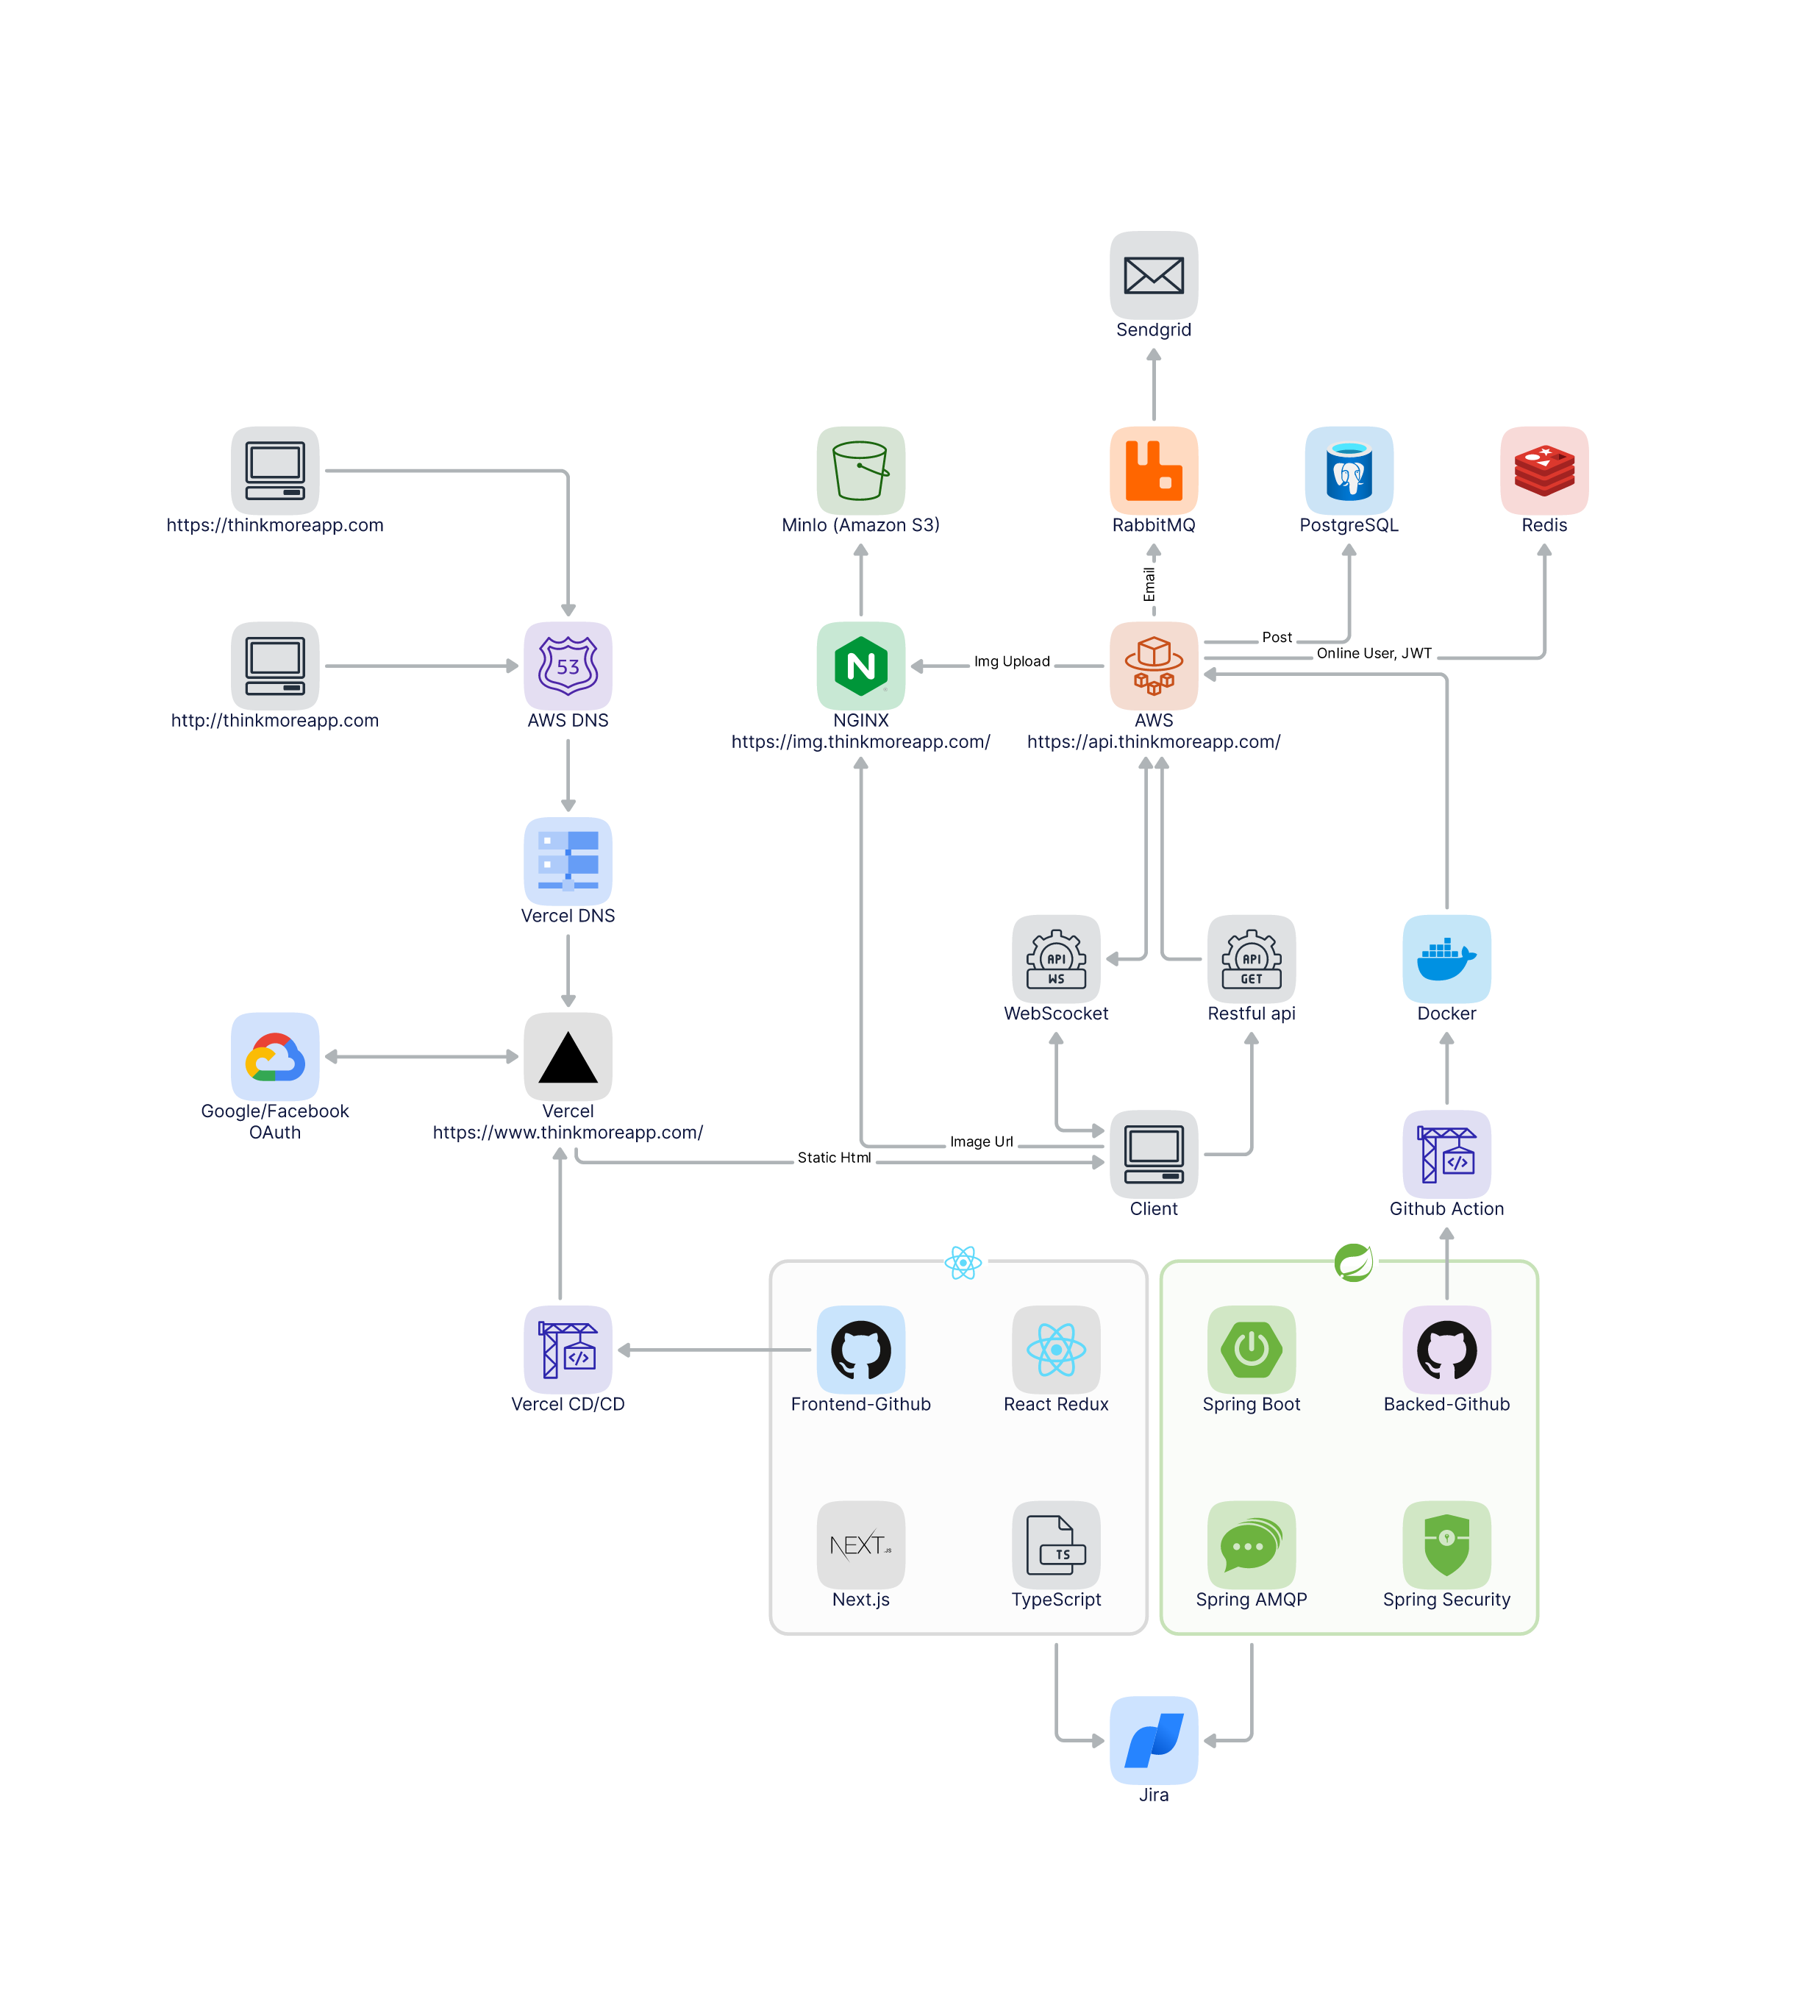 Sendgrid
https://thinkmoreapp.com
MinIo (Amazon S3)
RabbitMQ
PostgreSQL
Redis
Email
Post
Online User, JWT
Img Upload
53
http://thinkmoreapp.com
AWS DNS
NGINX
https://img.thinkmoreapp.com/
AWS
https://api.thinkmoreapp.com/
Vercel DNS
API
WS
API
GET
WebScocket
Restful api
Docker
Google/Facebook
OAuth
Vercel
https://www.thinkmoreapp.com/
Image Url
Static Html
Client
Github Action
Vercel CD/CD
Frontend-Github
React Redux
Spring Boot
Backed-Github
NEXT.JS
TS
Next.js
TypeScript
Spring AMQP
Spring Security
Jira